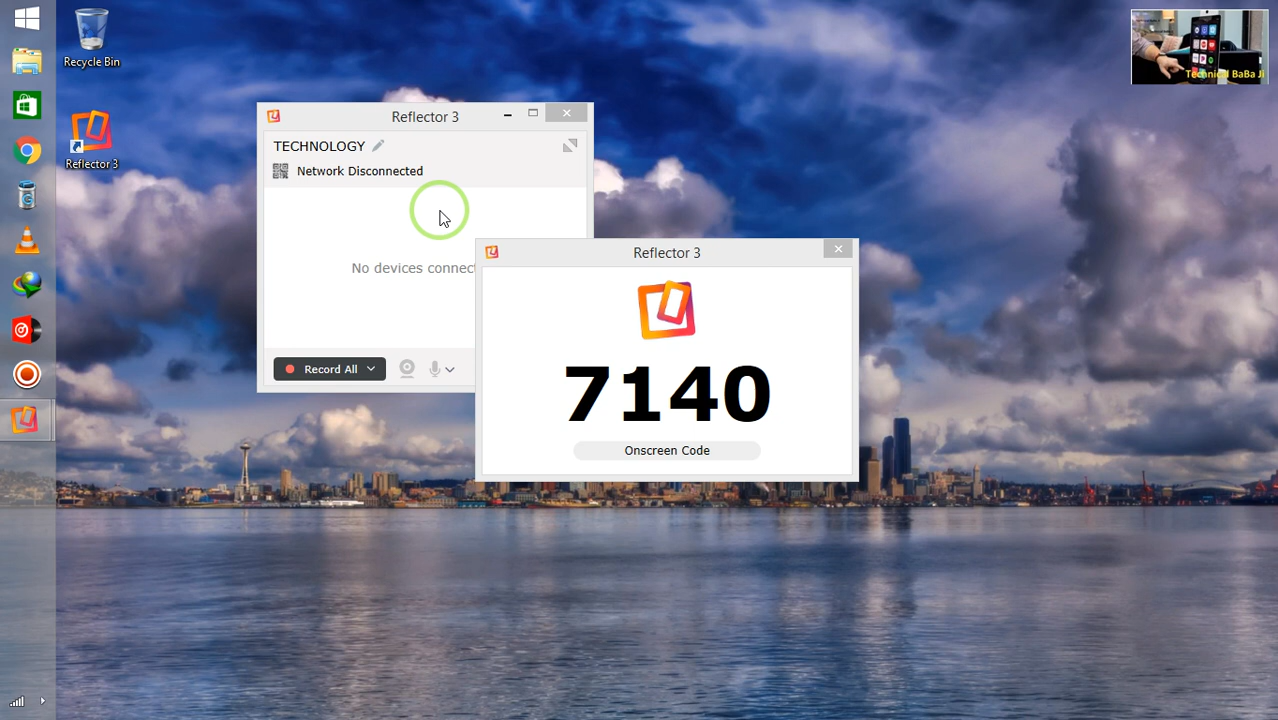 Recycle Bin
Reflector 3
Reflector 3
TECHNOLOGY
Network Disconnected
No devices connect
Record All
Reflector 3
7140
Onscreen Code
Technical BaBa Ji